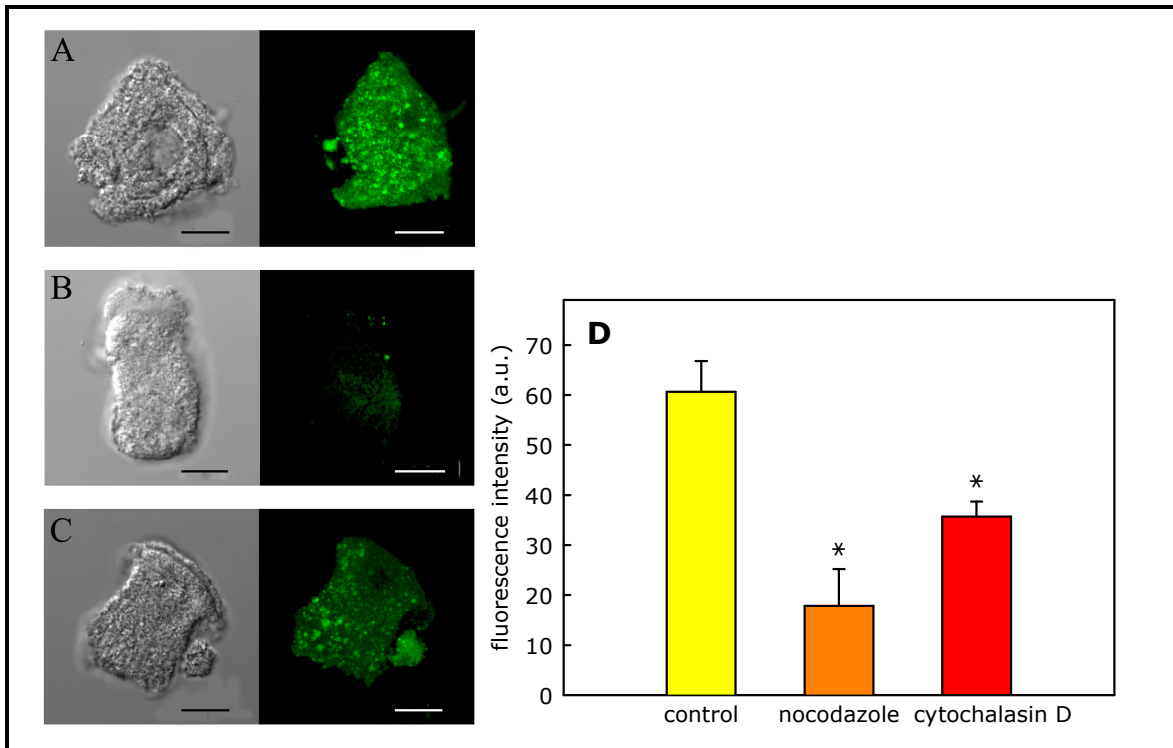 A
B
C
D
fluorescence intensity (a.u.)
70
60
50
40
30
20
10
0
*
*
control nocodazole cytochalasin D